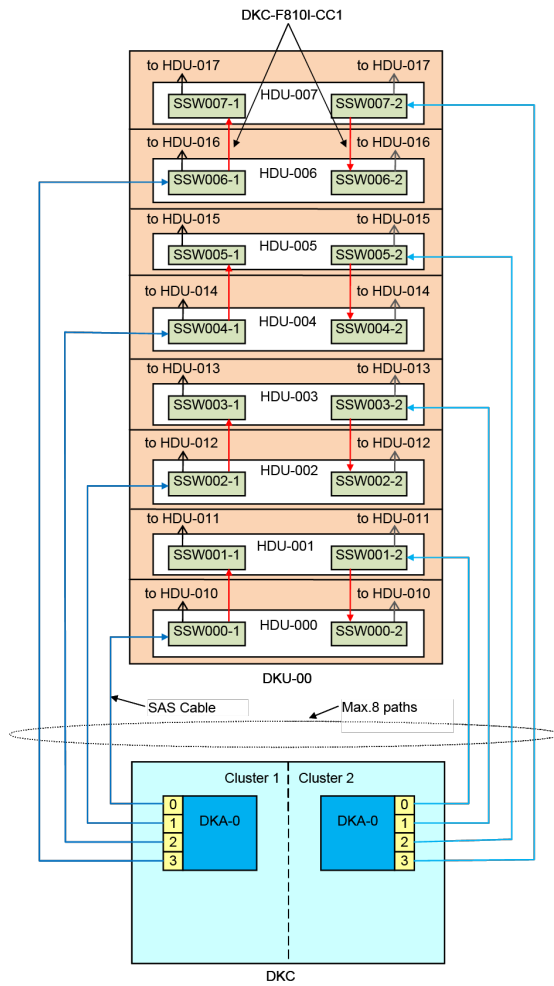 DKC-F810I-CC1
to HDU-017
to HDU-017
HDU-007
SSW007-1
SSW007-2
to HDU-016
to HDU-016
HDU-006
SSW006-1
SSW006-2
to HDU-015
to HDU-015
HDU-005
SSW005-1
SSW005-2
to HDU-014
to HDU-014
HDU-004
SSW004-1
SSW004-2
to HDU-013
to HDU-013
HDU-003
SSW003-1
SSW003-2
to HDU-012
to HDU-012
HDU-002
SSW002-1
SSW002-2
to HDU-011
to HDU-011
HDU-001
SSW001-1
SSW001-2
to HDU-010
to HDU-010
HDU-000
SSW000-1
SSW000-2
DKU-00
SAS Cable
Max.8 paths
Cluster 1
Cluster 2
0
1
2
3
DKA-0
DKA-0
0
1
2
3
DKC